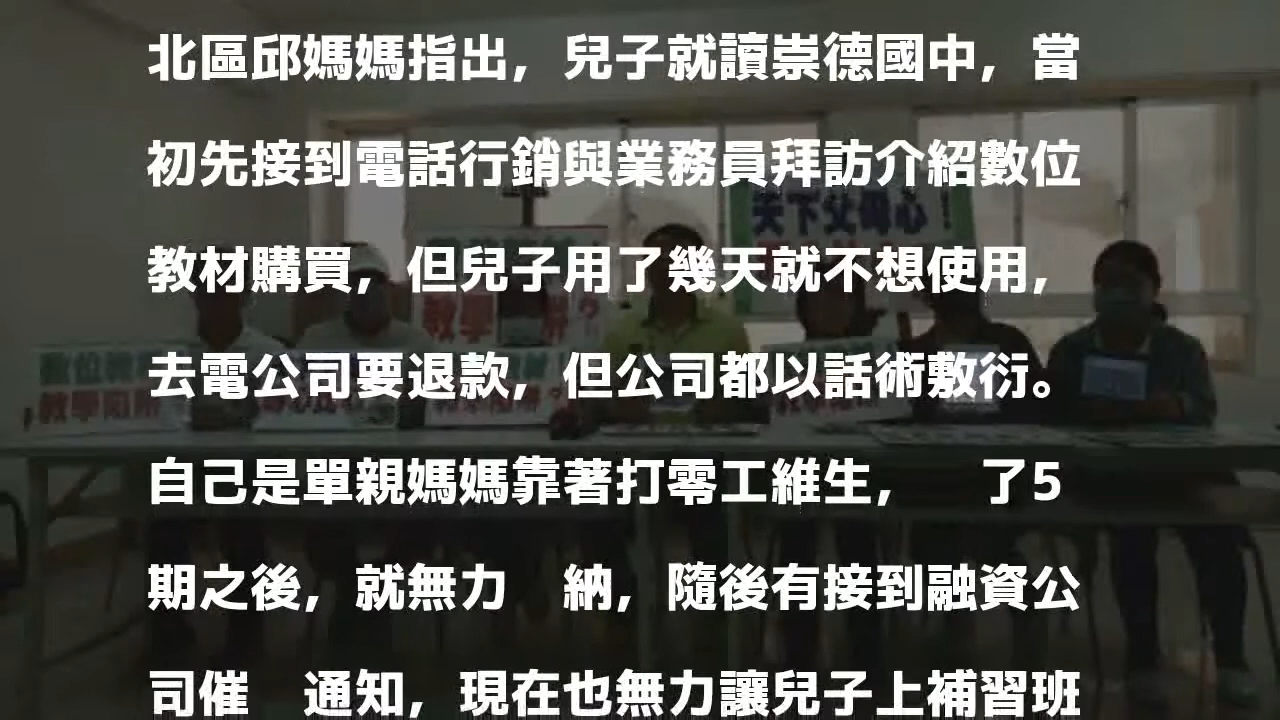 北區邱媽媽指出，兒子就讀崇德國中，當
初先接到電話行銷與業務員拜訪介紹數位
教材購買，但兒子用了幾天就不想使用，
去電公司要退款，但公司都以話術敷衍。
自己是單親媽媽靠著打零工維生，　了5
期之後，就無力　納，隨後有接到融資公
司催　通知，現在也無力讓兒子上補習班
天下父母心！